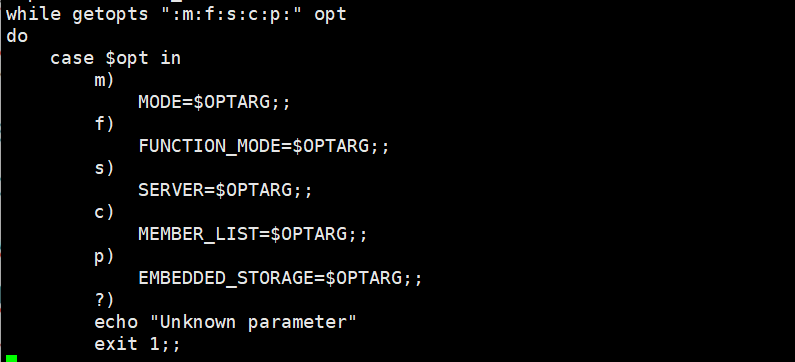 while getopts ":m:f:s:c:p:" opt
do
    case $opt in
        m)
            MODE=$OPTARG;;
        f)
            FUNCTION_MODE=$OPTARG;;
        s)
            SERVER=$OPTARG;;
        c)
            MEMBER_LIST=$OPTARG;;
        p)
            EMBEDDED_STORAGE=$OPTARG;;
        ?)
        echo "Unknown parameter"
        exit 1;;